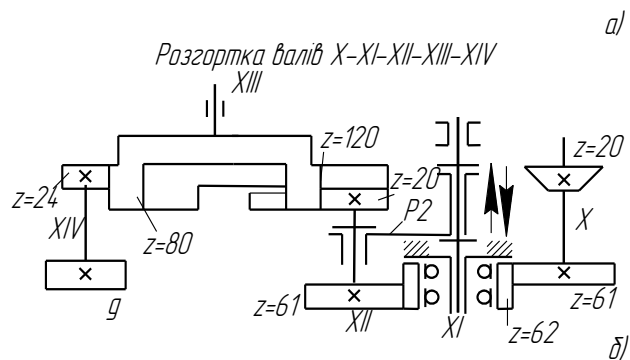 а)
Розгортка валів X-XI-XII-XIII-XIV
XIII
z=120
z=20
z=24
z=20
P2
XIV
X
z=80
g
z=61
XII
XI
z=61
z=62
б)